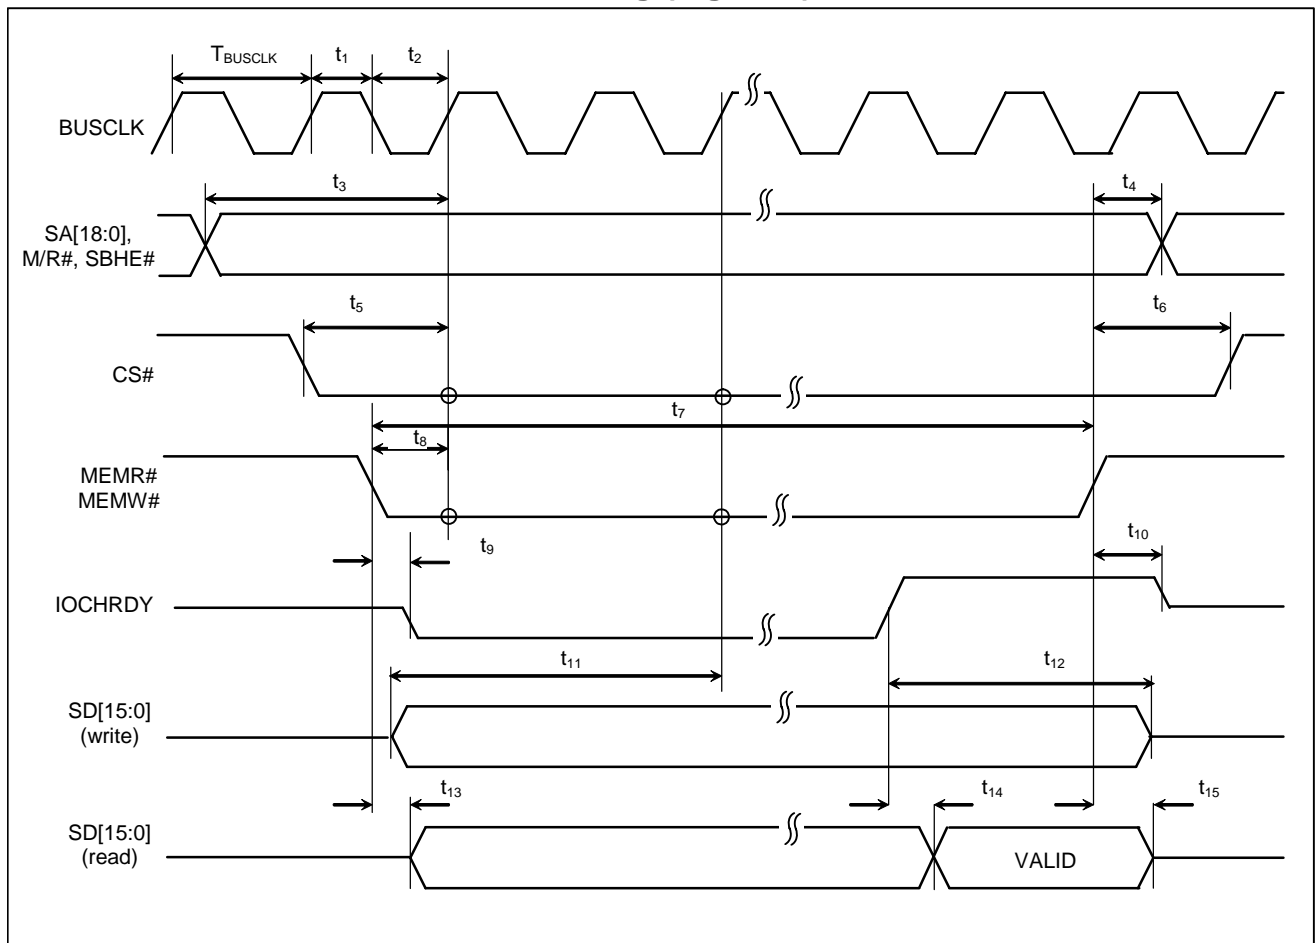 T_BUSCLK t₁ t₂
BUSCLK
t₃ t₄
SA[18:0],
M/R#, SBHE#
t₅ t₆
CS#
t₇
t₈
MEMR#
MEMW#
t₉ t₁₀
IOCHRDY
t₁₁ t₁₂
SD[15:0]
(write)
t₁₃ t₁₄ t₁₅
SD[15:0]
(read)
VALID